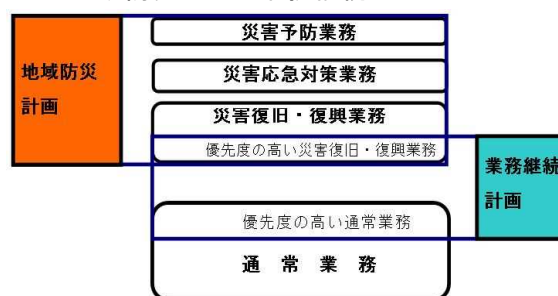 災害予防業務
地域防災
計画
災害応急対策業務
災害復旧・復興業務
優先度の高い災害復旧・復興業務
業務継続
計画
優先度の高い通常業務
通常業務